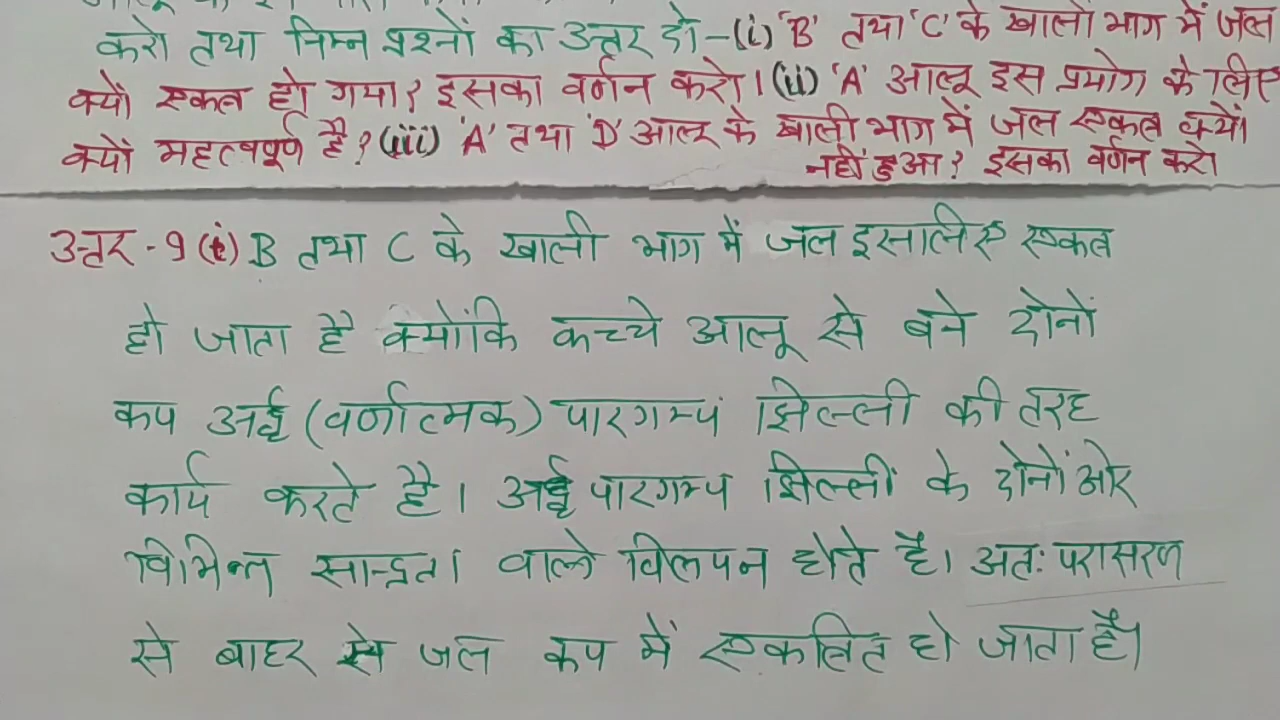 करो तथा निम्न प्रश्नों का उत्तर दो-(i) 'B' तथा 'C' के खाली भाग में जल
क्यों एकत्र हो गया? इसका वर्णन करो। (ii) 'A' आलू इस प्रयोग के लिए
क्यों महत्वपूर्ण है? (iii) 'A' तथा 'D' आलू के खाली भाग में जल एकत्र क्यों
नहीं हुआ? इसका वर्णन करो
उत्तर-9 (i) B तथा C के खाली भाग में जल इसलिए एकत्र
हो जाता है क्योंकि कच्चे आलू से बने दोनों
कप अर्द्ध (वर्णात्मक) पारगम्य झिल्ली की तरह
कार्य करते है। अर्द्ध पारगम्य झिल्लीं के दोनों ओर
विभिन्न सान्द्रता वाले विलयन होते है। अतः परासरण
से बाहर से जल कप में एकत्रित हो जाता है।